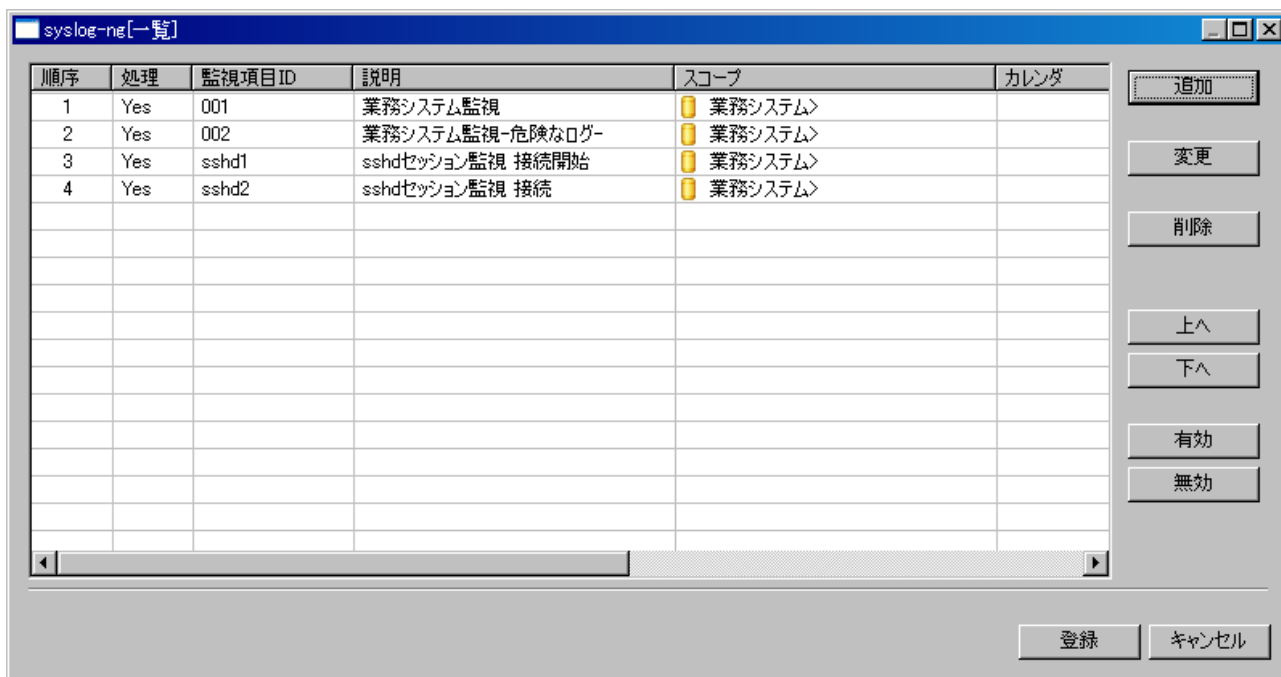 syslog-ng[一覧]
順序 処理 監視項目ID 説明 スコープ カレンダ
1 Yes 001 業務システム監視 業務システム>
2 Yes 002 業務システム監視-危険なログ- 業務システム>
3 Yes sshd1 sshdセッション監視 接続開始 業務システム>
4 Yes sshd2 sshdセッション監視 接続 業務システム>
追加
変更
削除
上へ
下へ
有効
無効
登録 キャンセル